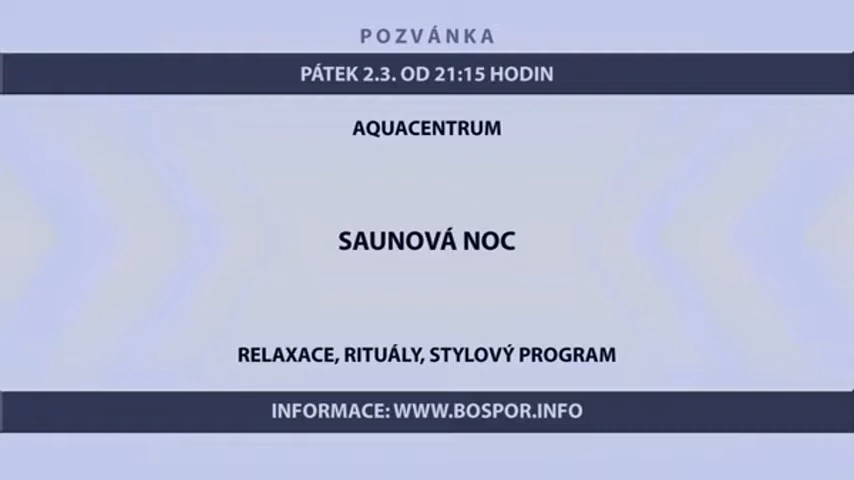 POZVÁNKA
PÁTEK 2.3. OD 21:15 HODIN
AQUACENTRUM
SAUNOVÁ NOC
RELAXACE, RITUÁLY, STYLOVÝ PROGRAM
INFORMACE: WWW.BOSPOR.INFO